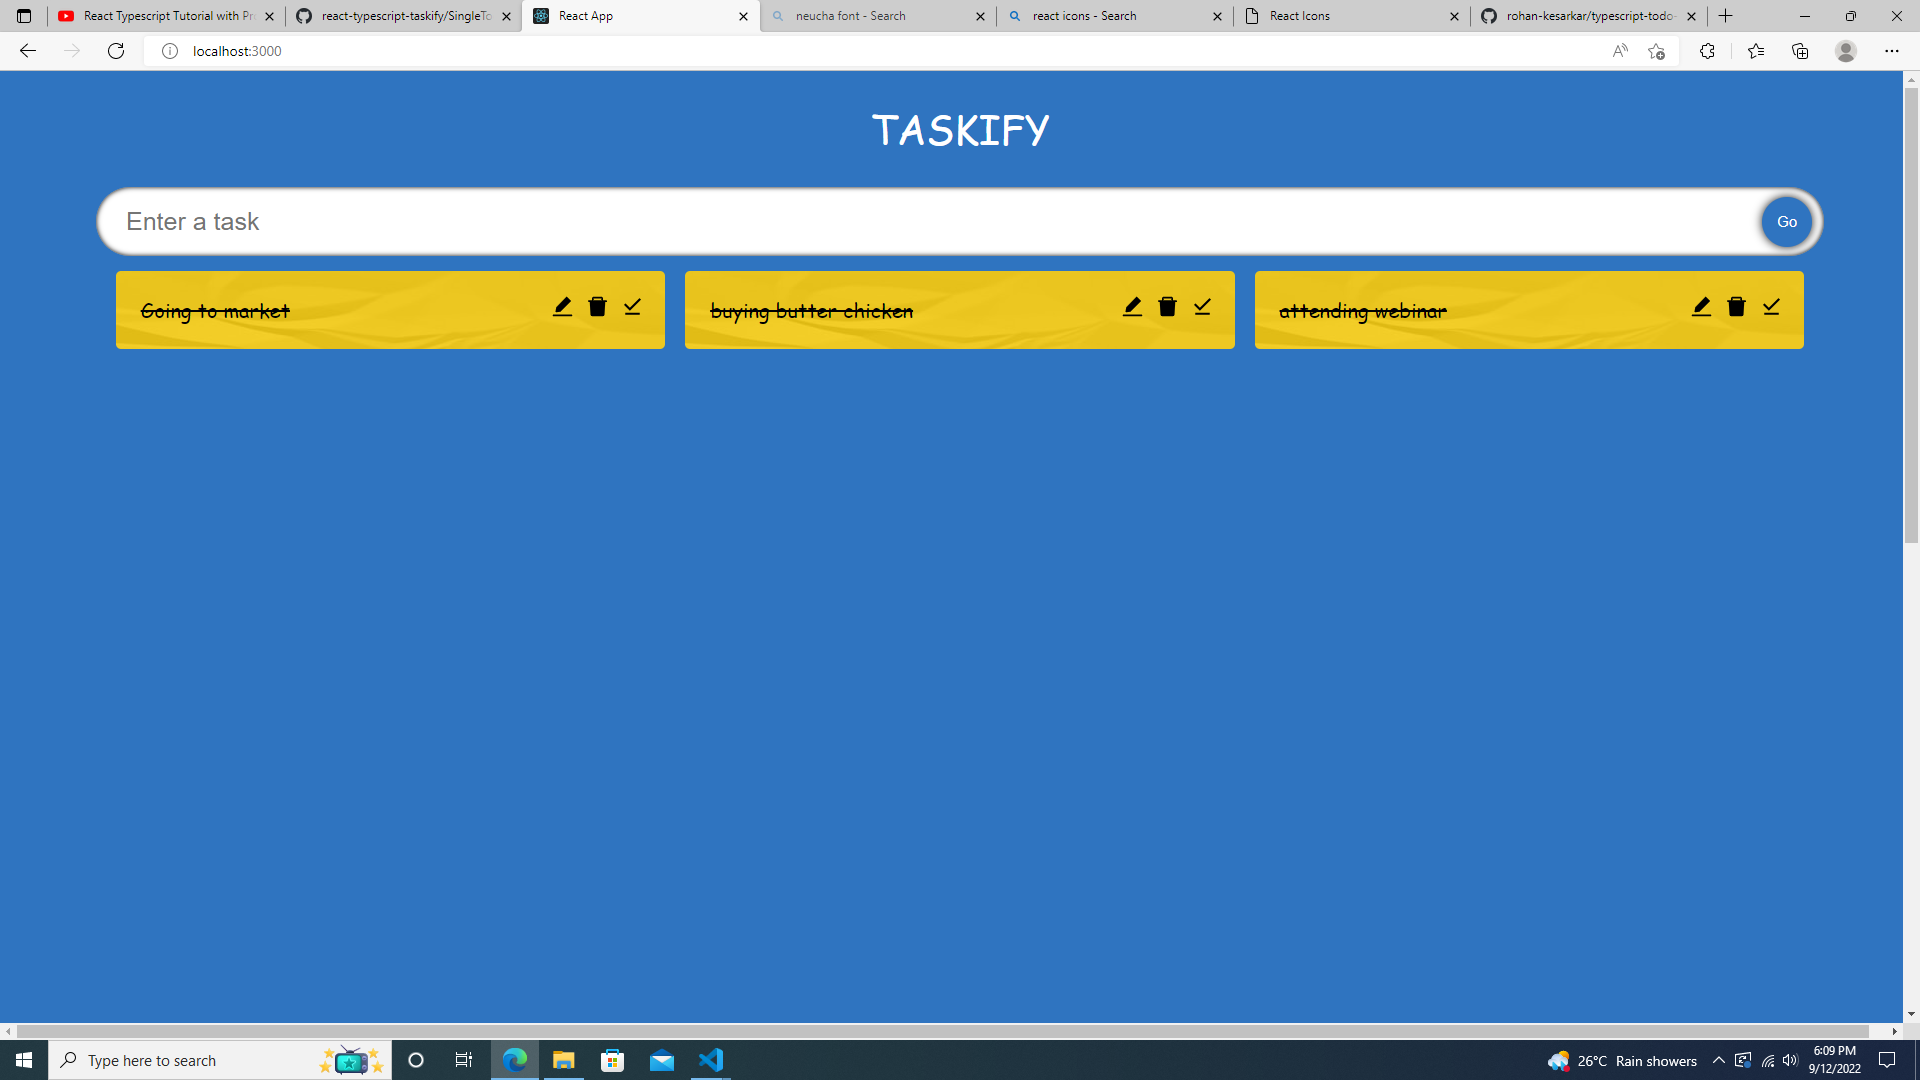 React Typescript Tutorial with Pr
react-typescript-taskify/SingleTo
React App
neucha font - Search
react icons - Search
React Icons
rohan-kesarkar/typescript-todo-
localhost:3000
TASKIFY
Enter a task
Go
Going to market
buying butter chicken
attending webinar
Type here to search
26°C Rain showers
6:09 PM
9/12/2022